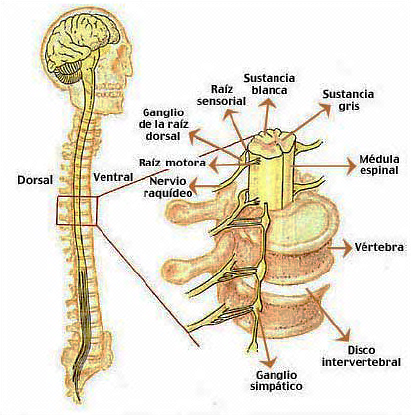 Sustancia
blanca
Raíz
sensorial
Sustancia
gris
Ganglio
de la raíz
dorsal
Raíz motora
Médula
espinal
Dorsal
Ventral
Nervio
raquídeo
Vértebra
Disco
intervertebral
Ganglio
simpático